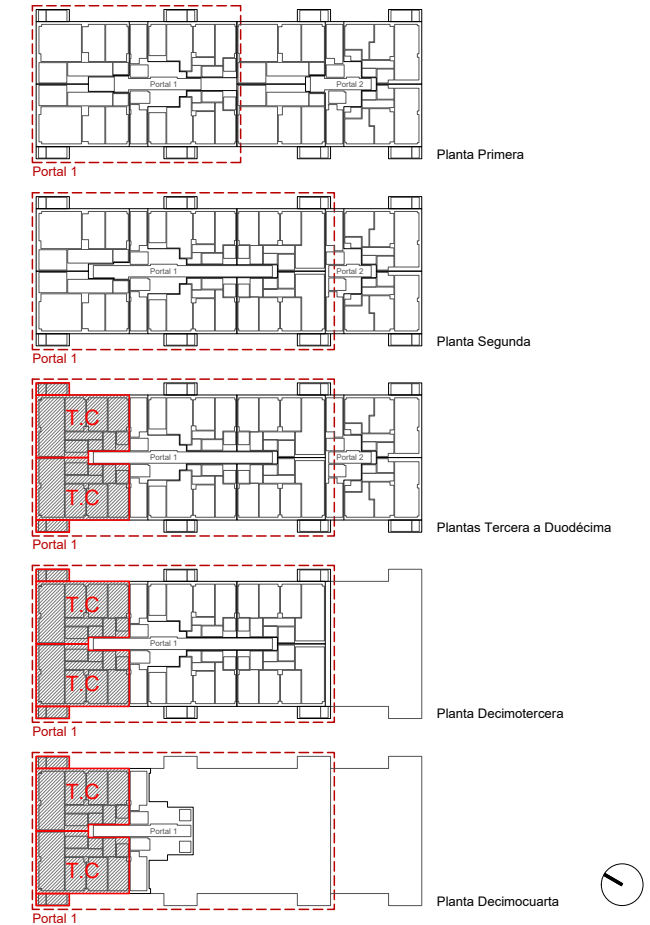 Portal 1
Portal 2
Planta Primera
Portal 1
Portal 1
Portal 2
Planta Segunda
Portal 1
T.C
Portal 1
Portal 2
T.C
Plantas Tercera a Duodécima
Portal 1
T.C
Portal 1
T.C
Planta Decimotercera
Portal 1
T.C
Portal 1
T.C
Planta Decimocuarta
Portal 1